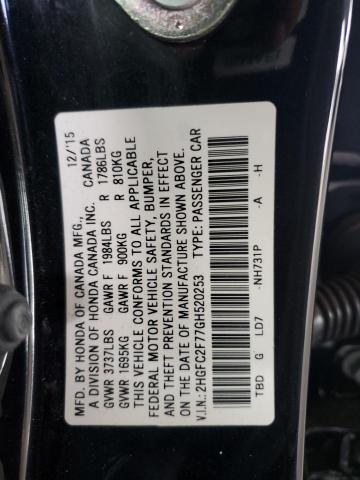 MFD. BY HONDA OF CANADA MFG., 12/15
A DIVISION OF HONDA CANADA INC. CANADA
GVWR 3737LBS GAWR F 1984LBS R 1786LBS
GVWR 1695KG GAWR F 900KG R 810KG
THIS VEHICLE CONFORMS TO ALL APPLICABLE
FEDERAL MOTOR VEHICLE SAFETY, BUMPER,
AND THEFT PREVENTION STANDARDS IN EFFECT
ON THE DATE OF MANUFACTURE SHOWN ABOVE.
V.I.N.: 2HGFC2F77GH520253 TYPE: PASSENGER CAR
TBD G LD7 -NH731P -A -H